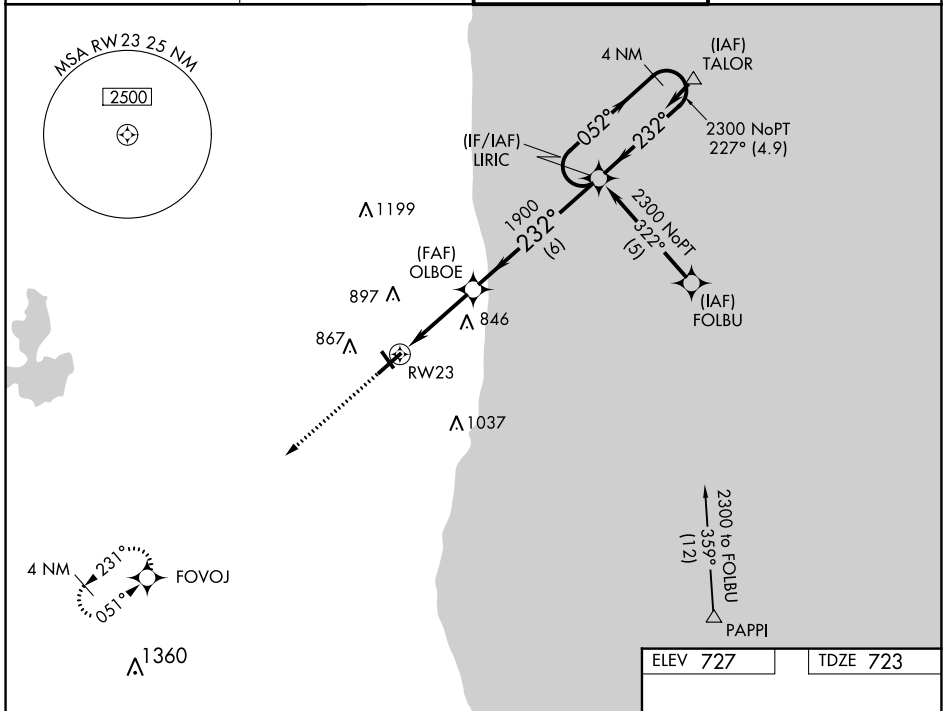 MSA RW23 25 NM
2500
4 NM
(IAF)
TALOR
052°
232°
2300 NoPT
227° (4.9)
(IF/IAF)
LIRIC
1199
1900
232°
(6)
2300 NoPT
322°
(5)
(FAF)
OLBOE
897
846
(IAF)
FOLBU
867
RW23
1037
2300 to FOLBU
359°
(12)
4 NM
231°
051°
FOVOJ
PAPPI
1360
ELEV 727
TDZE 723